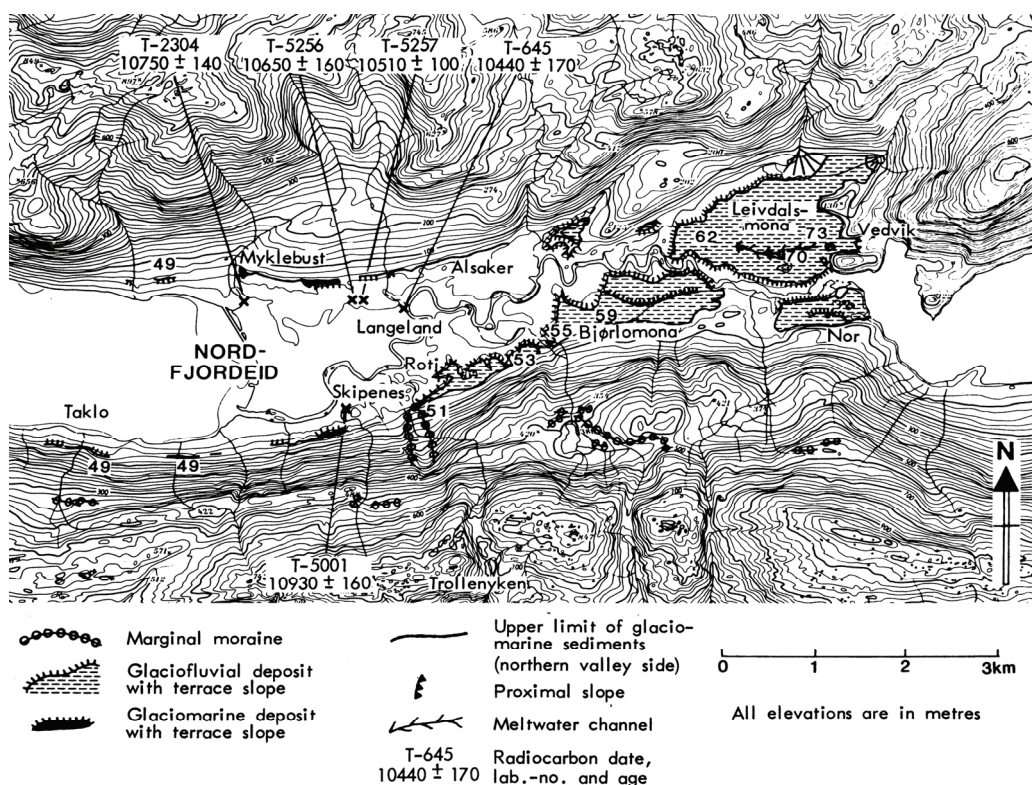 T-2304
10750 ± 140
T-5256
10650 ± 160
T-5257
10510 ± 100
T-645
10440 ± 170
Leivdals-
mona
62
73
70
Vedvik
Myklebust
49
Alsaker
Langeland
59
Bjørlomona
55
Nor
NORD-
FJORDEID
53
Skipenes
51
Taklo
49
49
N
T-5001
10930 ± 160
Trollenyken
Marginal moraine
Glaciofluvial deposit
with terrace slope
Glaciomarine deposit
with terrace slope
Upper limit of glacio-
marine sediments
(northern valley side)
Proximal slope
Meltwater channel
T-645
10440 ± 170
Radiocarbon date,
lab.-no. and age
0 1 2 3km
All elevations are in metres